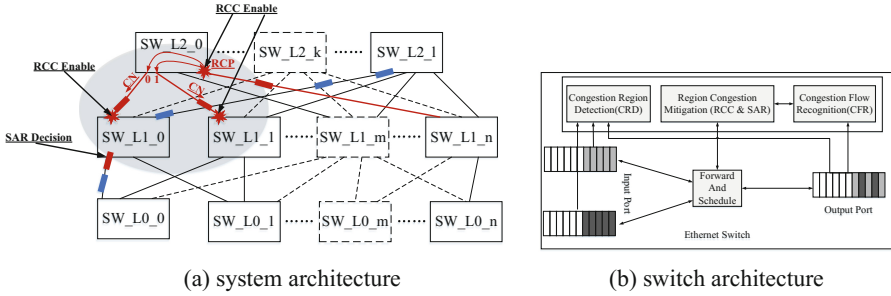 RCC Enable
SW_L2_0
SW_L2_k
SW_L2_l
RCC Enable
RCP
CN
0 1
CN
SAR Decision
SW_L1_0
SW_L1_1
SW_L1_m
SW_L1_n
SW_L0_0
SW_L0_1
SW_L0_m
SW_L0_n
(a) system architecture
Congestion Region
Detection(CRD)
Region Congestion
Mitigation (RCC & SAR)
Congestion Flow
Recognition(CFR)
Input Port
Forward
And
Schedule
Output Port
Ethernet Switch
(b) switch architecture